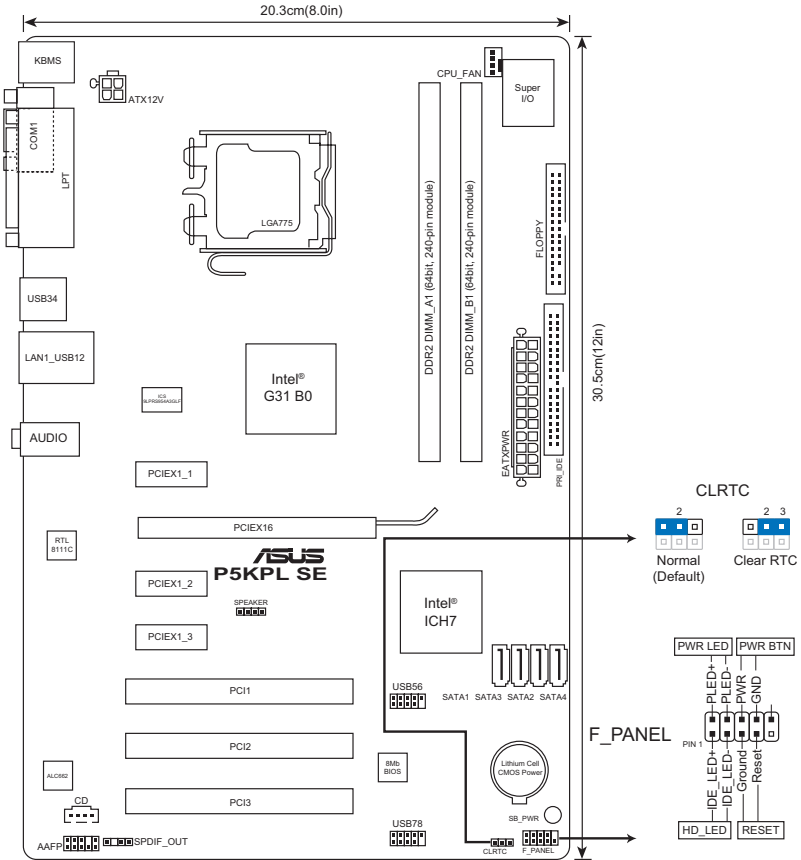 20.3cm(8.0in)
KBMS
CPU_FAN
Super
I/O
ATX12V
COM1
LPT
LGA775
DDR2 DIMM_A1 (64bit, 240-pin module)
DDR2 DIMM_B1 (64bit, 240-pin module)
FLOPPY
30.5cm(12in)
USB34
LAN1_USB12
Intel®
G31 B0
EATXPWR
PRI_IDE
AUDIO
PCIEX1_1
PCIEX16
RTL
8111C
ASUS
P5KPL SE
PCIEX1_2
SPEAKER
PCIEX1_3
Intel®
ICH7
CLRTC
2
2 3
Normal
(Default)
Clear RTC
PCI1
USB56
SATA1 SATA3 SATA2 SATA4
PCI2
8Mb
BIOS
Lithium Cell
CMOS Power
ALC662
CD
PCI3
SB_PWR
AAFP
SPDIF_OUT
USB78
CLRTC
F_PANEL
F_PANEL
PWR LED
PWR BTN
PLED+
PLED-
PWR
GND
PIN 1
IDE_LED+
IDE_LED-
Ground
Reset
HD_LED
RESET